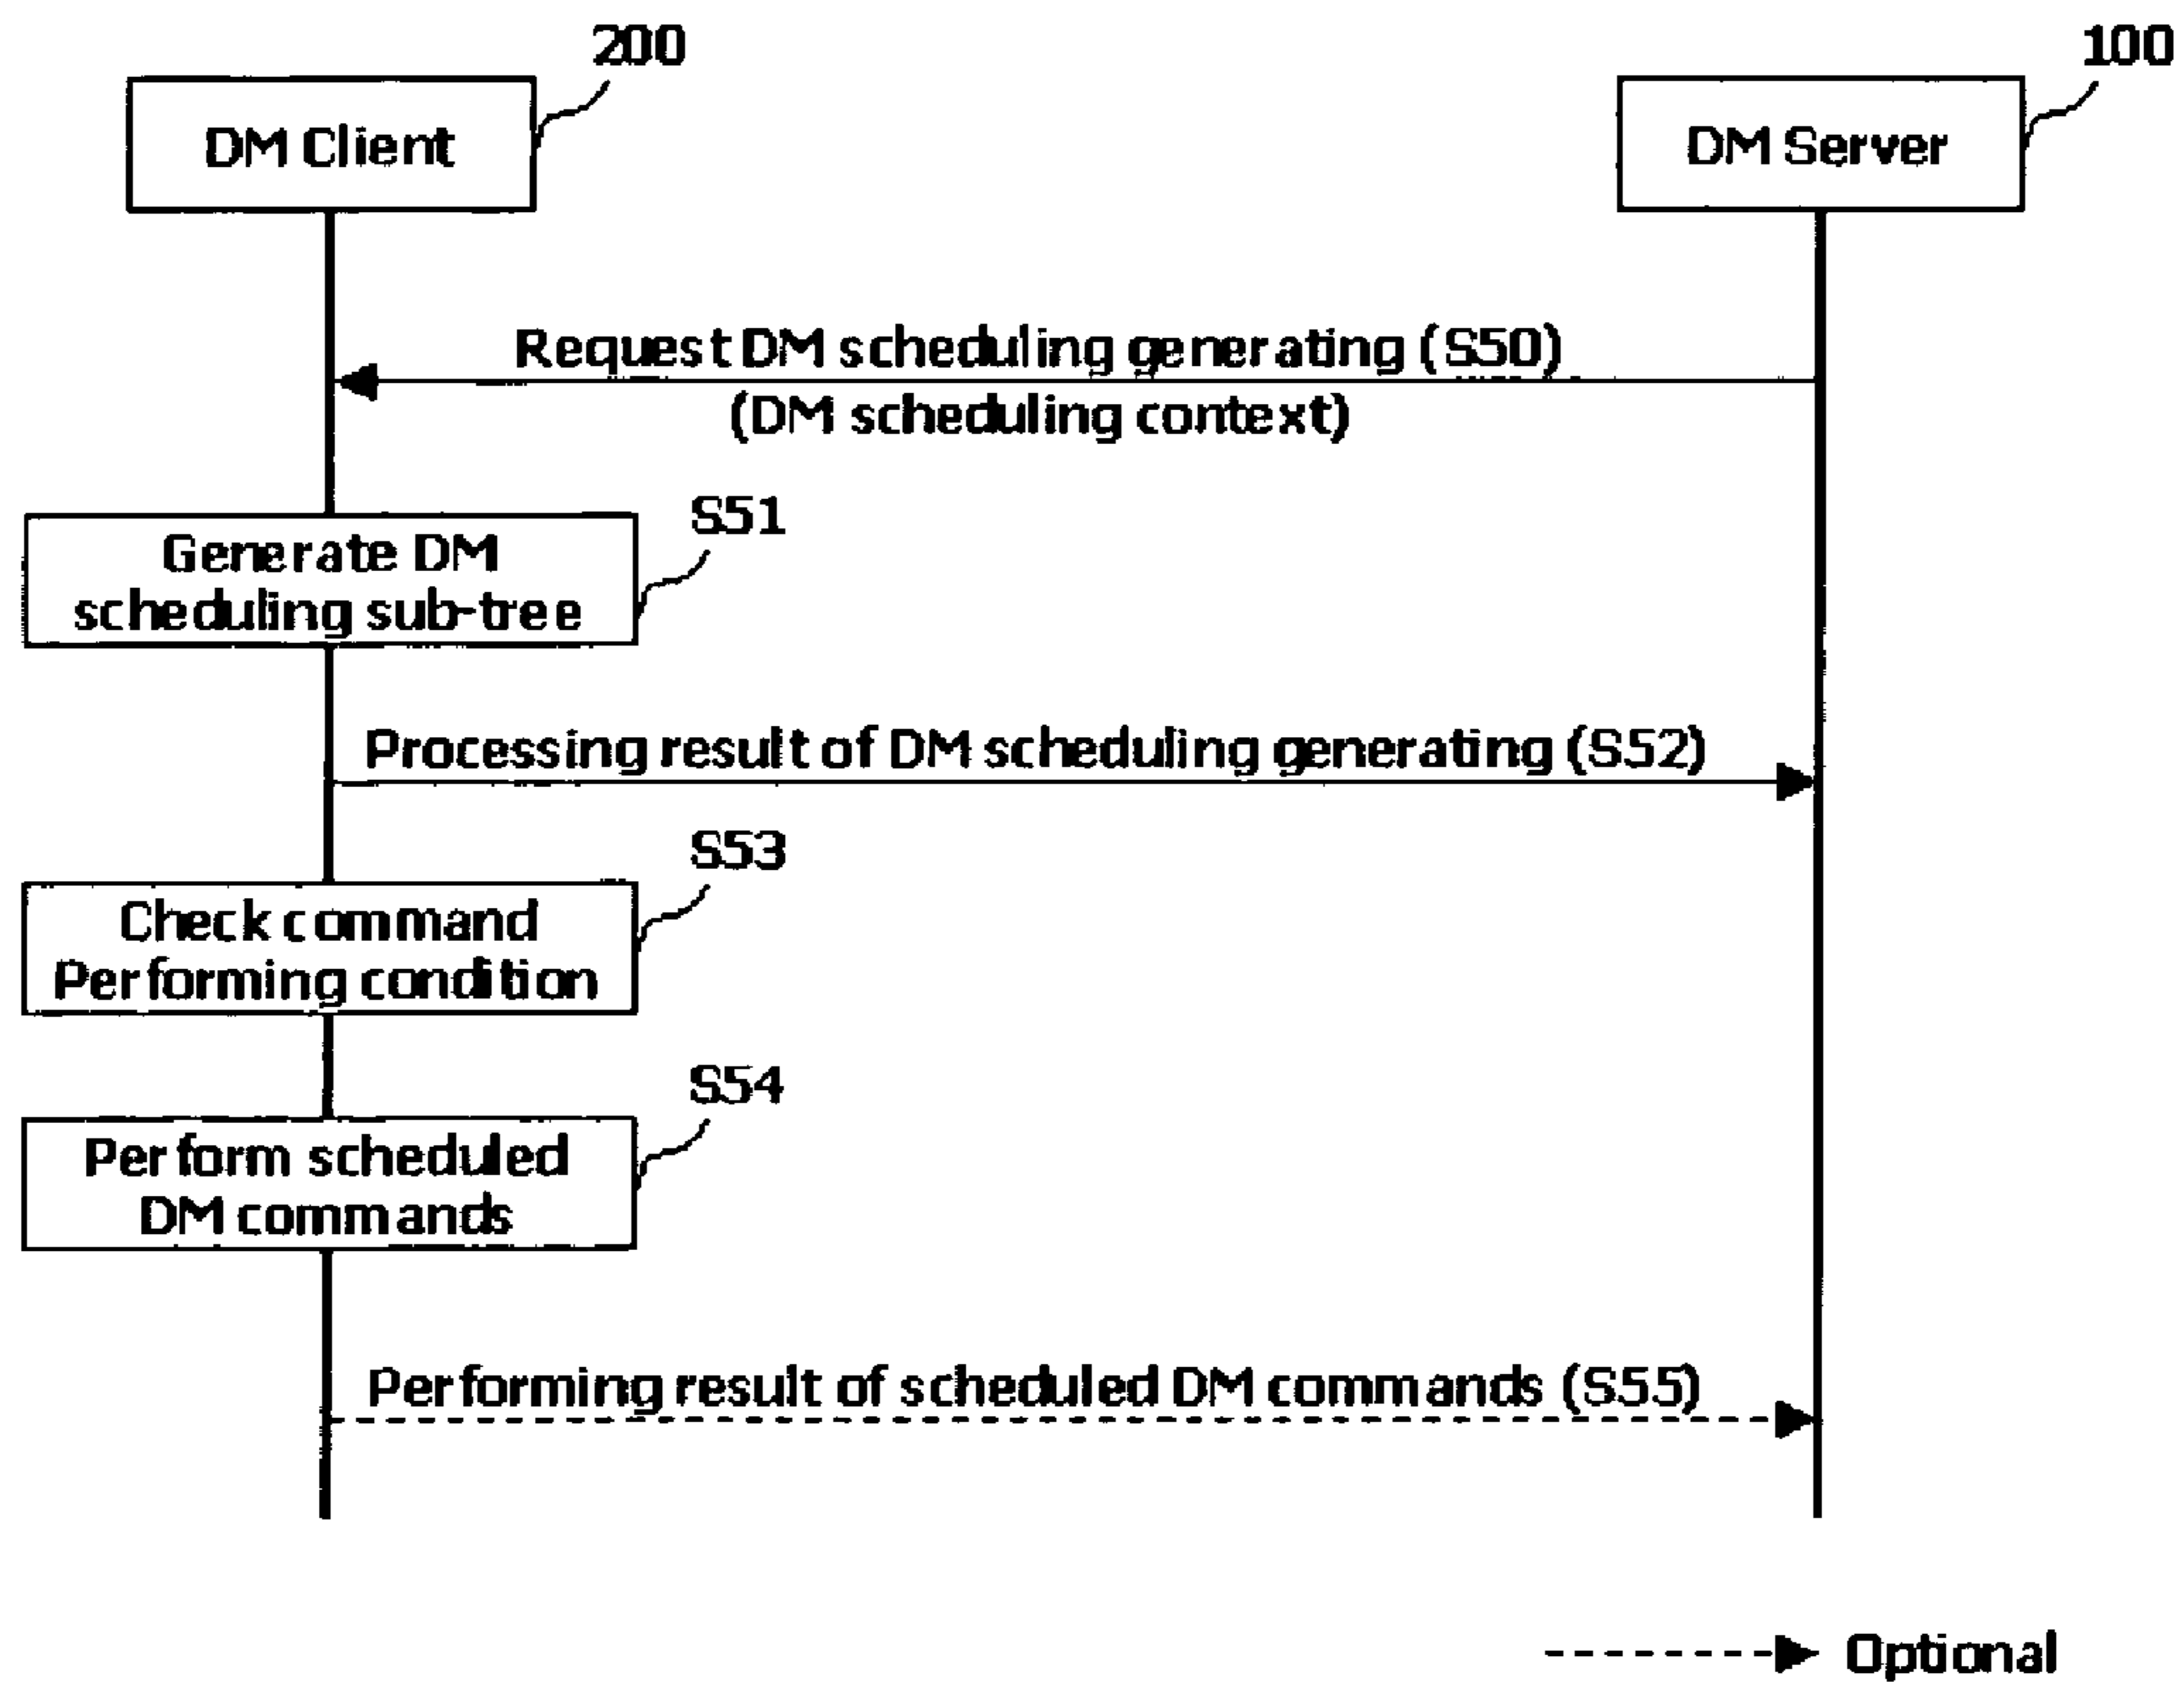 200
100
DM Client
DM Server
Request DM scheduling generating (S50)
(DM scheduling context)
S51
Generate DM
scheduling sub-tree
Processing result of DM scheduling generating (S52)
S53
Check command
Performing condition
S54
Perform scheduled
DM commands
Performing result of scheduled DM commands (S55)
Optional